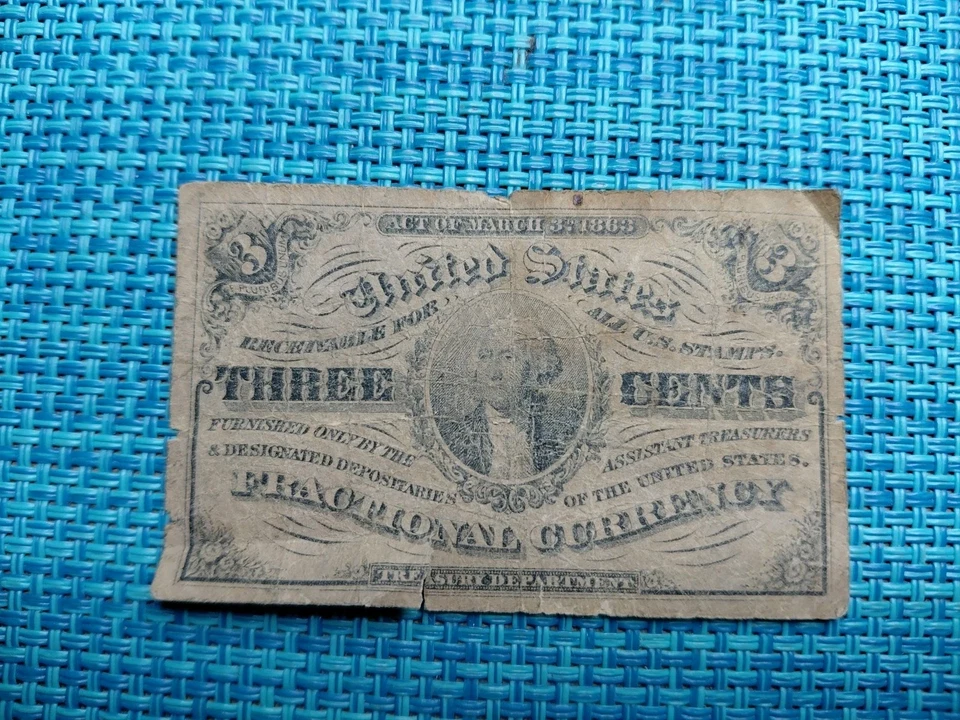 ACT OF MARCH 3rd 1863
3 3
United States
RECEIVABLE FOR ALL U.S. STAMPS.
THREE CENTS
FURNISHED ONLY BY THE ASSISTANT TREASURERS
& DESIGNATED DEPOSITARIES OF THE UNITED STATES.
FRACTIONAL CURRENCY
TREASURY DEPARTMENT